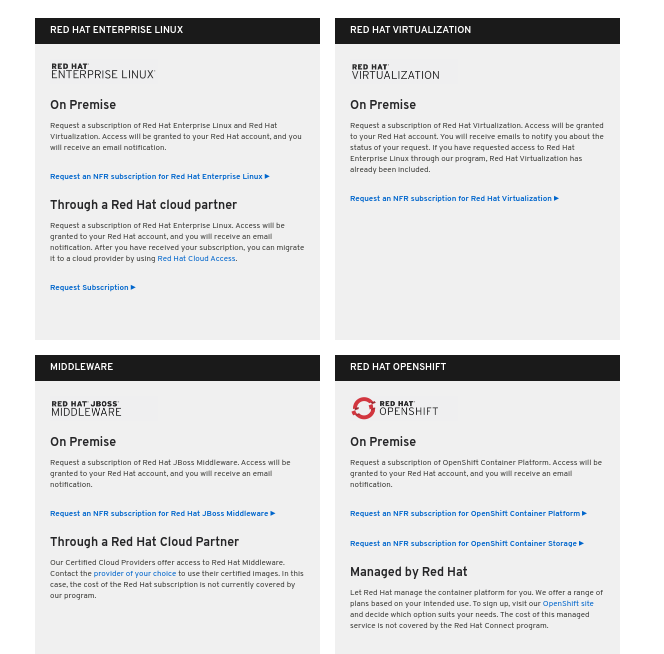 RED HAT ENTERPRISE LINUX
RED HAT
ENTERPRISE LINUX
On Premise
Request a subscription of Red Hat Enterprise Linux and Red Hat
Virtualization. Access will be granted to your Red Hat account, and you
will receive an email notification.
Request an NFR subscription for Red Hat Enterprise Linux ▶
Through a Red Hat cloud partner
Request a subscription of Red Hat Enterprise Linux. Access will be
granted to your Red Hat account, and you will receive an email
notification. After you have received your subscription, you can migrate
it to a cloud provider by using Red Hat Cloud Access.
Request Subscription ▶
RED HAT VIRTUALIZATION
RED HAT
VIRTUALIZATION
On Premise
Request a subscription of Red Hat Virtualization. Access will be granted
to your Red Hat account. You will receive emails to notify you about the
status of your request. If you have requested access to Red Hat
Enterprise Linux through our program, Red Hat Virtualization has
already been included.
Request an NFR subscription for Red Hat Virtualization ▶
MIDDLEWARE
RED HAT JBOSS
MIDDLEWARE
On Premise
Request a subscription of Red Hat JBoss Middleware. Access will be
granted to your Red Hat account, and you will receive an email
notification.
Request an NFR subscription for Red Hat JBoss Middleware ▶
Through a Red Hat Cloud Partner
Our Certified Cloud Providers offer access to Red Hat Middleware.
Contact the provider of your choice to use their certified images. In this
case, the cost of the Red Hat subscription is not currently covered by
our program.
RED HAT OPENSHIFT
RED HAT
OPENSHIFT
On Premise
Request a subscription of OpenShift Container Platform. Access will be
granted to your Red Hat account, and you will receive an email
notification.
Request an NFR subscription for OpenShift Container Platform ▶
Request an NFR subscription for OpenShift Container Storage ▶
Managed by Red Hat
Let Red Hat manage the container platform for you. We offer a range of
plans based on your intended use. To sign up, visit our OpenShift site
and decide which option suits your needs. The cost of this managed
service is not covered by the Red Hat Connect program.